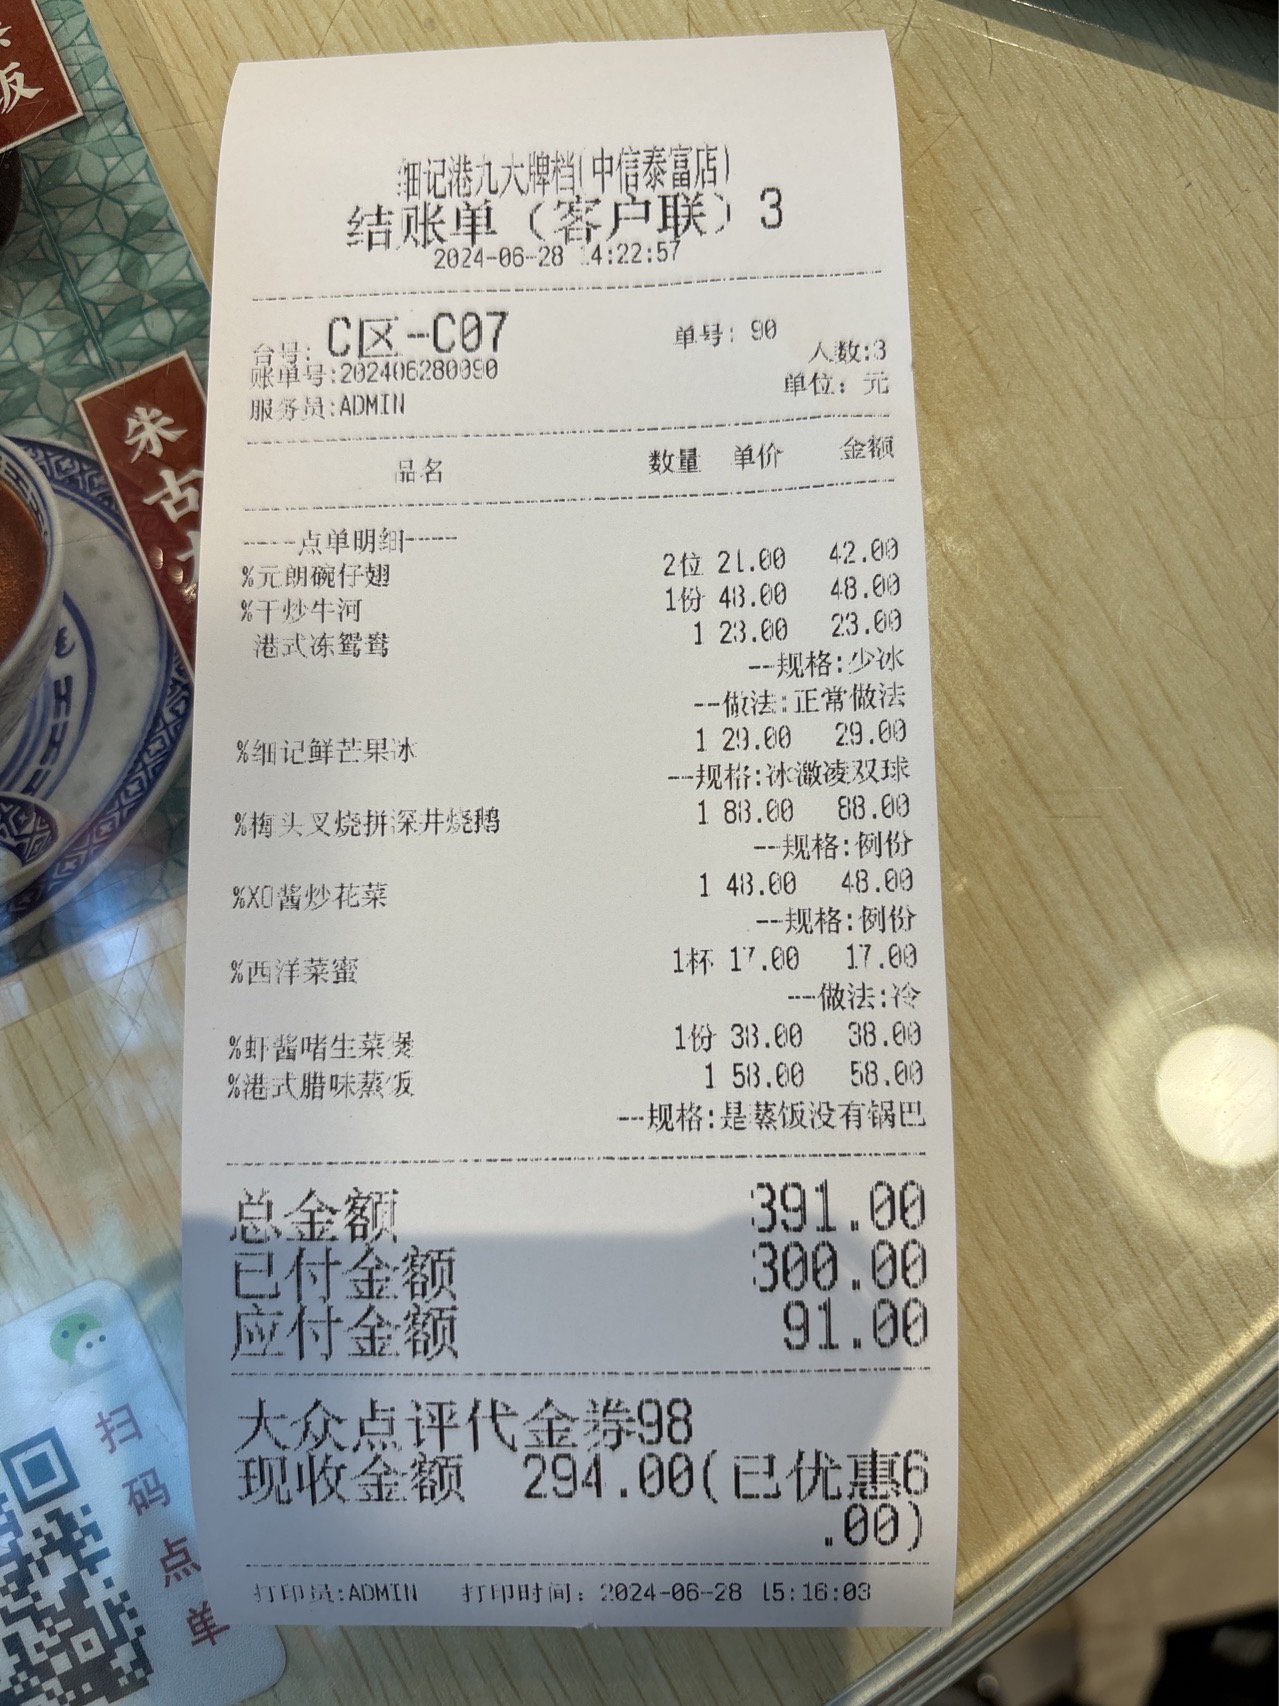 饭
朱
古
细记港九大牌档(中信泰富店)
结账单（客户联）3
2024-06-28 14:22:57
台号: C区-C07 单号: 90
人数:3
账单号:202406280090
单位: 元
服务员:ADMIN
品名 数量 单价 金额
-----点单明细-----
%元朗碗仔翅 2位 21.00 42.00
%干炒牛河 1份 48.00 48.00
港式冻鸳鸯 1 23.00 23.00
--规格:少冰
--做法:正常做法
%细记鲜芒果冰 1 29.00 29.00
--规格:冰激凌双球
%梅头叉烧拼深井烧鹅 1 88.00 88.00
--规格:例份
%XO酱炒花菜 1 48.00 48.00
--规格:例份
%西洋菜蜜 1杯 17.00 17.00
--做法:冷
%虾酱啫生菜煲 1份 38.00 38.00
%港式腊味蒸饭 1 58.00 58.00
--规格:是蒸饭没有锅巴
总金额 391.00
已付金额 300.00
应付金额 91.00
大众点评代金券98
现收金额 294.00(已优惠6
.00)
打印员:ADMIN 打印时间: 2024-06-28 15:16:03
扫
码
点
单